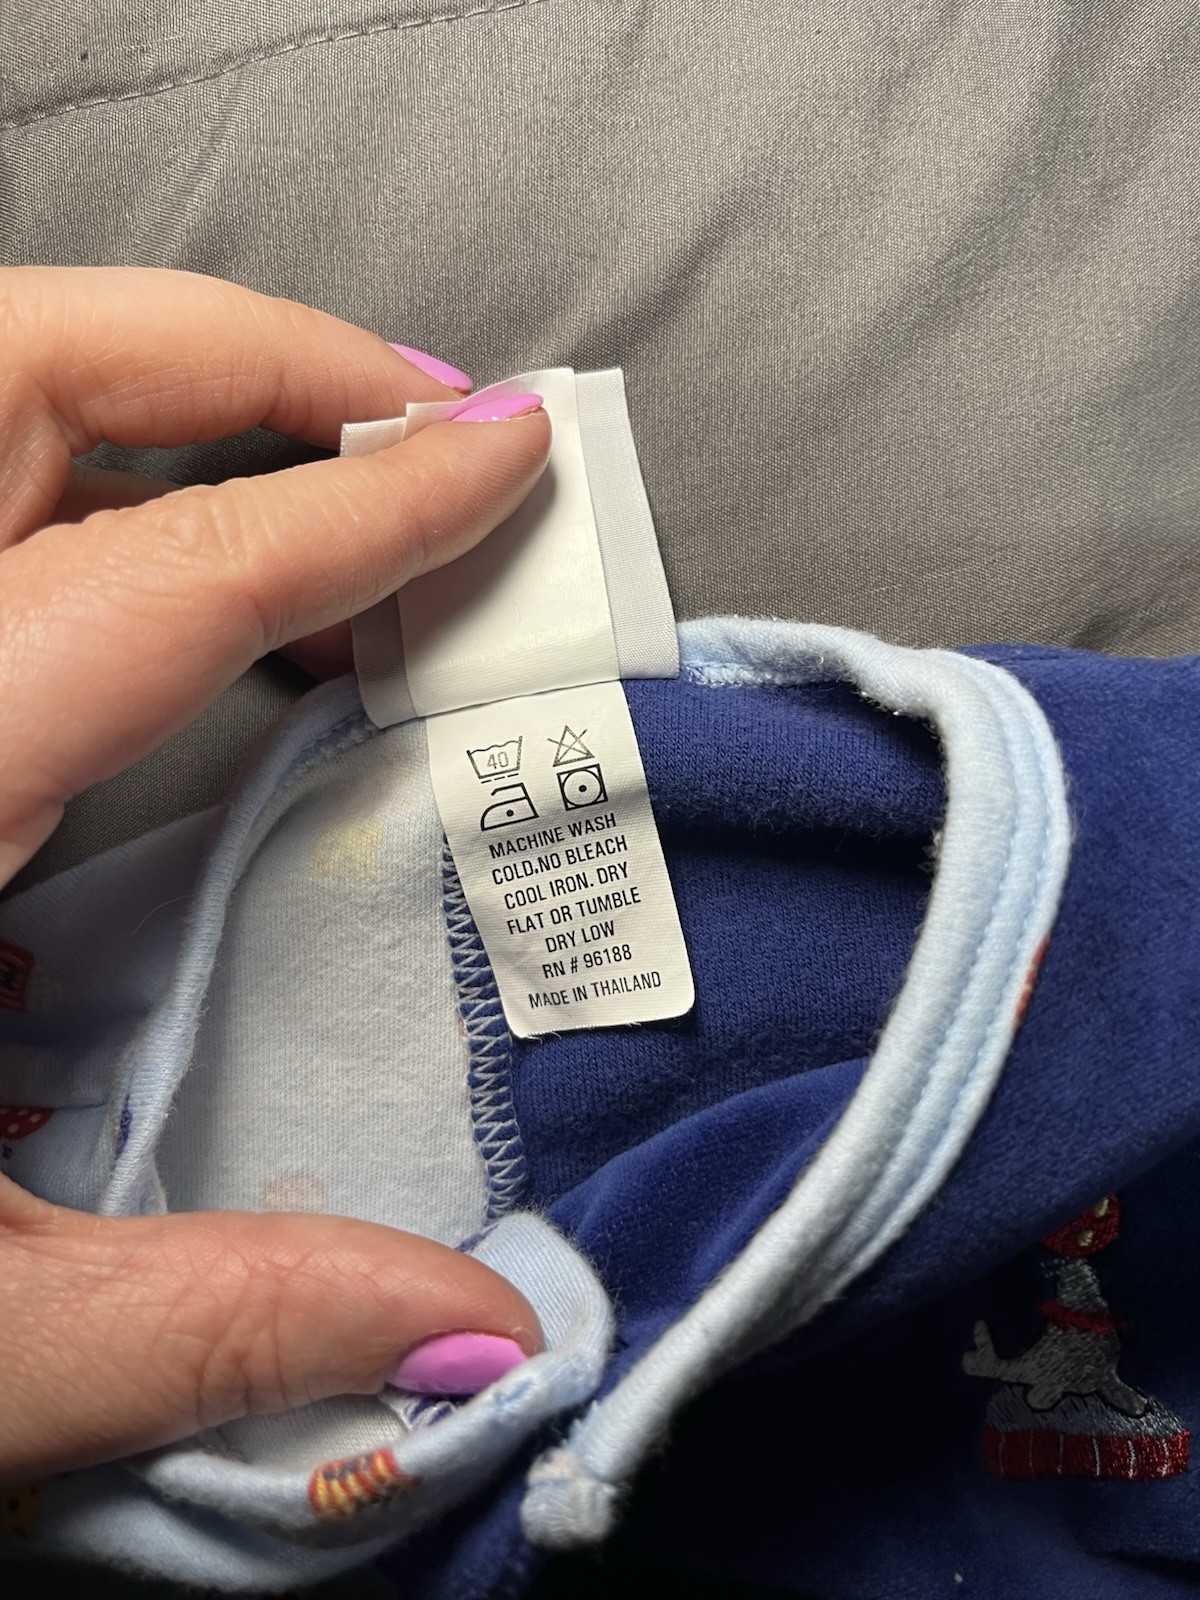 40
MACHINE WASH
COLD.NO BLEACH
COOL IRON. DRY
FLAT OR TUMBLE
DRY LOW
RN # 96188
MADE IN THAILAND